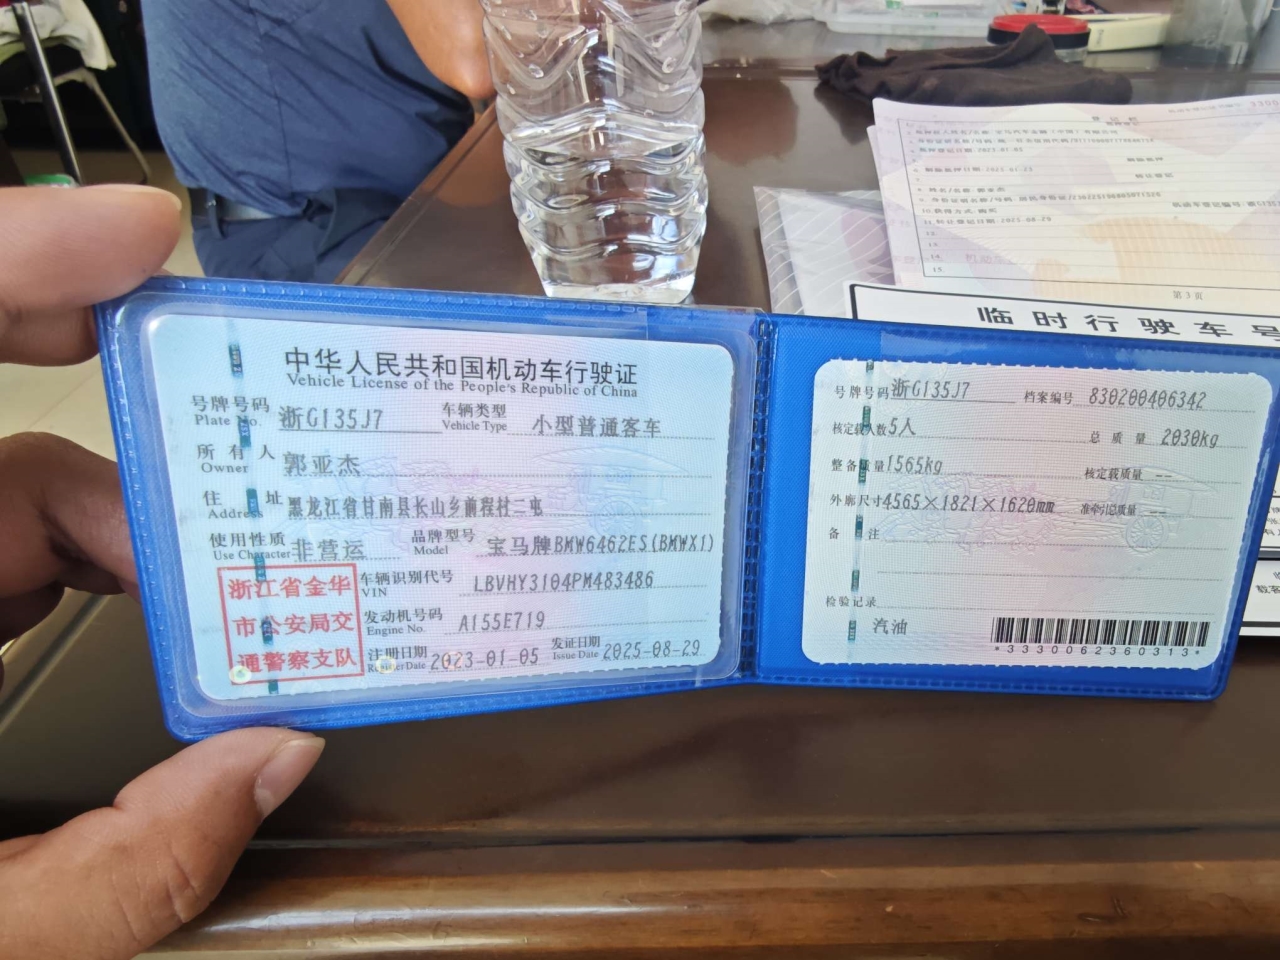 中华人民共和国机动车行驶证
Vehicle License of the People's Republic of China
号牌号码 浙G135J7 车辆类型 小型普通客车
Plate No. Vehicle Type
所有人 郭亚杰
Owner
住址 黑龙江省甘南县长山乡前程村二屯
Address
使用性质 非营运 品牌型号 宝马牌BMW6462ES(BMWX1)
Use Character Model
浙江省金华
市公安局交
通警察支队
车辆识别代号 LBVHY3104PM483486
VIN
发动机号码 A155E719
Engine No.
注册日期 2023-01-05 发证日期 2025-08-29
Register Date Issue Date
号牌号码 浙G135J7 档案编号 830200406342
核定载人数 5人 总质量 2030kg
整备质量 1565kg 核定载质量 --
外廓尺寸 4565×1821×1620mm 准牵引总质量 --
备注
检验记录
汽油
*3330062360313*
第3页
临时行驶车号